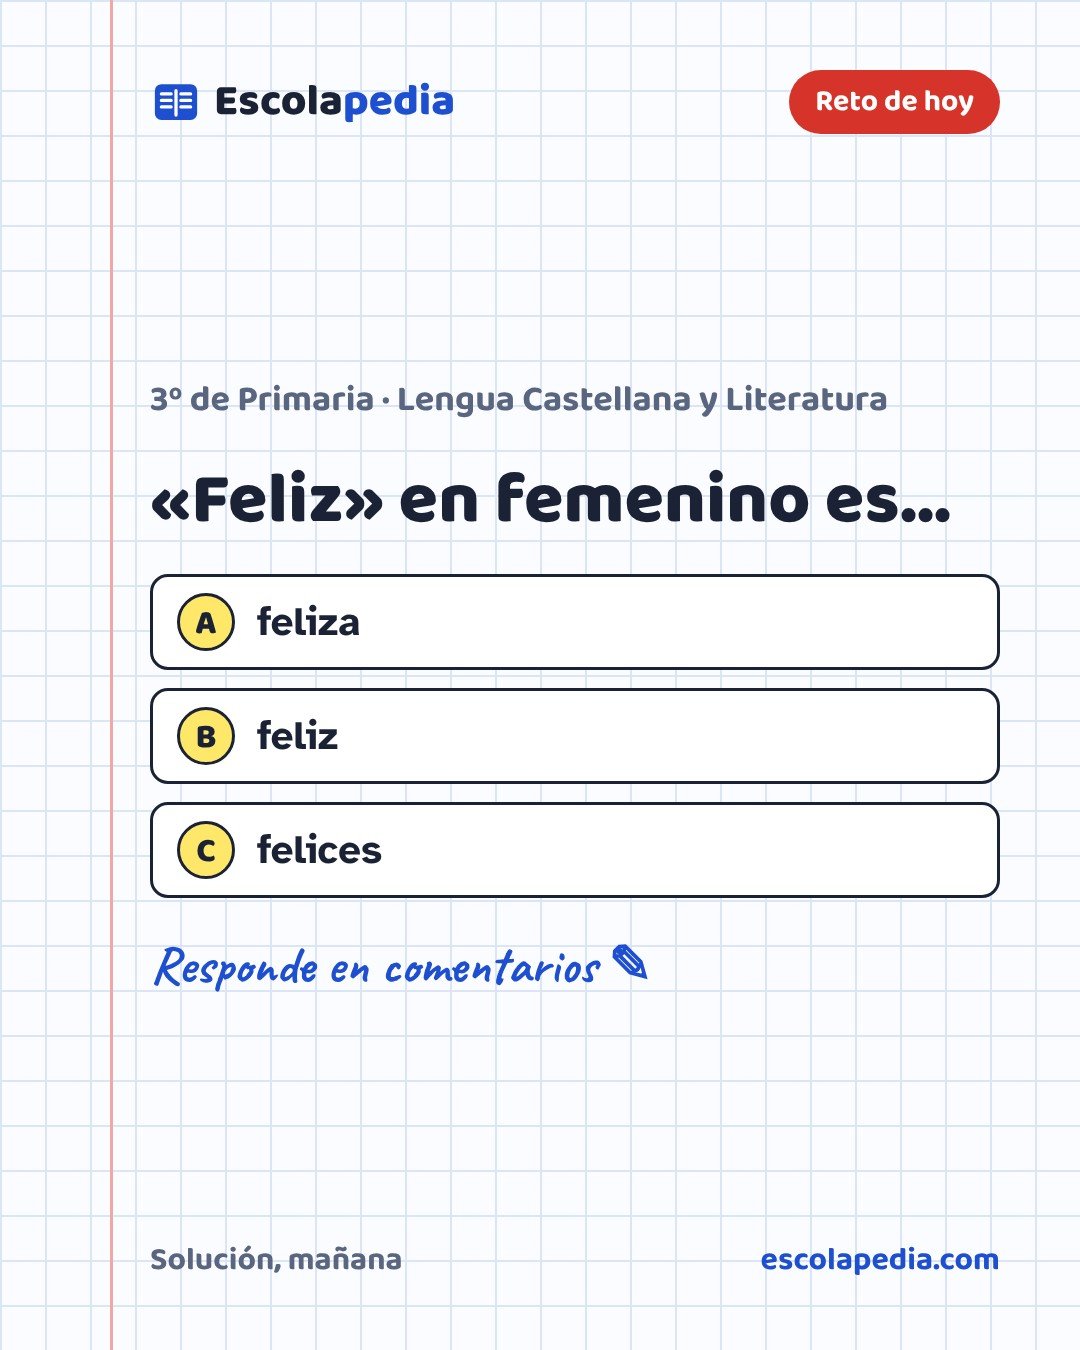 Escolapedia
Reto de hoy
3º de Primaria · Lengua Castellana y Literatura
«Feliz» en femenino es...
A feliza
B feliz
C felices
Responde en comentarios ✎
Solución, mañana
escolapedia.com